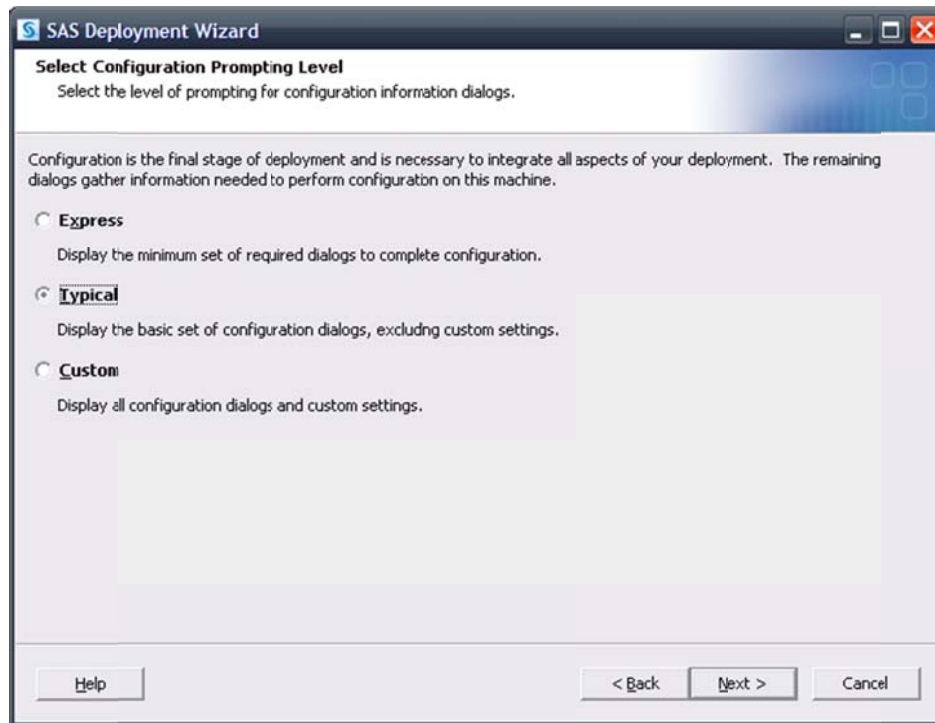 SAS Deployment Wizard
Select Configuration Prompting Level
Select the level of prompting for configuration information dialogs.
Configuration is the final stage of deployment and is necessary to integrate all aspects of your deployment. The remaining
dialogs gather information needed to perform configuration on this machine.
Express
Display the minimum set of required dialogs to complete configuration.
Typical
Display the basic set of configuration dialogs, excluding custom settings.
Custom
Display all configuration dialogs and custom settings.
Help
< Back
Next >
Cancel